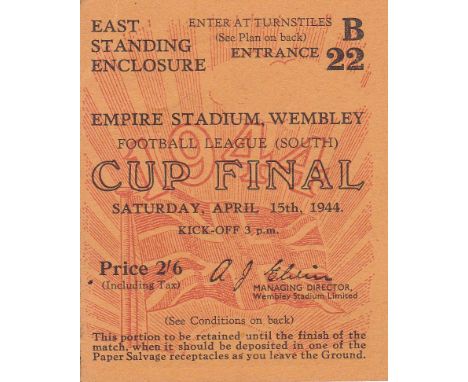 EAST
STANDING
ENCLOSURE
ENTER AT TURNSTILES
(See Plan on back)
ENTRANCE
B
22
EMPIRE STADIUM, WEMBLEY
FOOTBALL LEAGUE (SOUTH)
1944
CUP FINAL
SATURDAY, APRIL 15th, 1944.
KICK-OFF 3 p.m.
Price 2/6
(Including Tax)
A J Elvin
MANAGING DIRECTOR,
Wembley Stadium Limited
(See Conditions on back)
This portion to be retained until the finish of the
match, when it should be deposited in one of the
Paper Salvage receptacles as you leave the Ground.